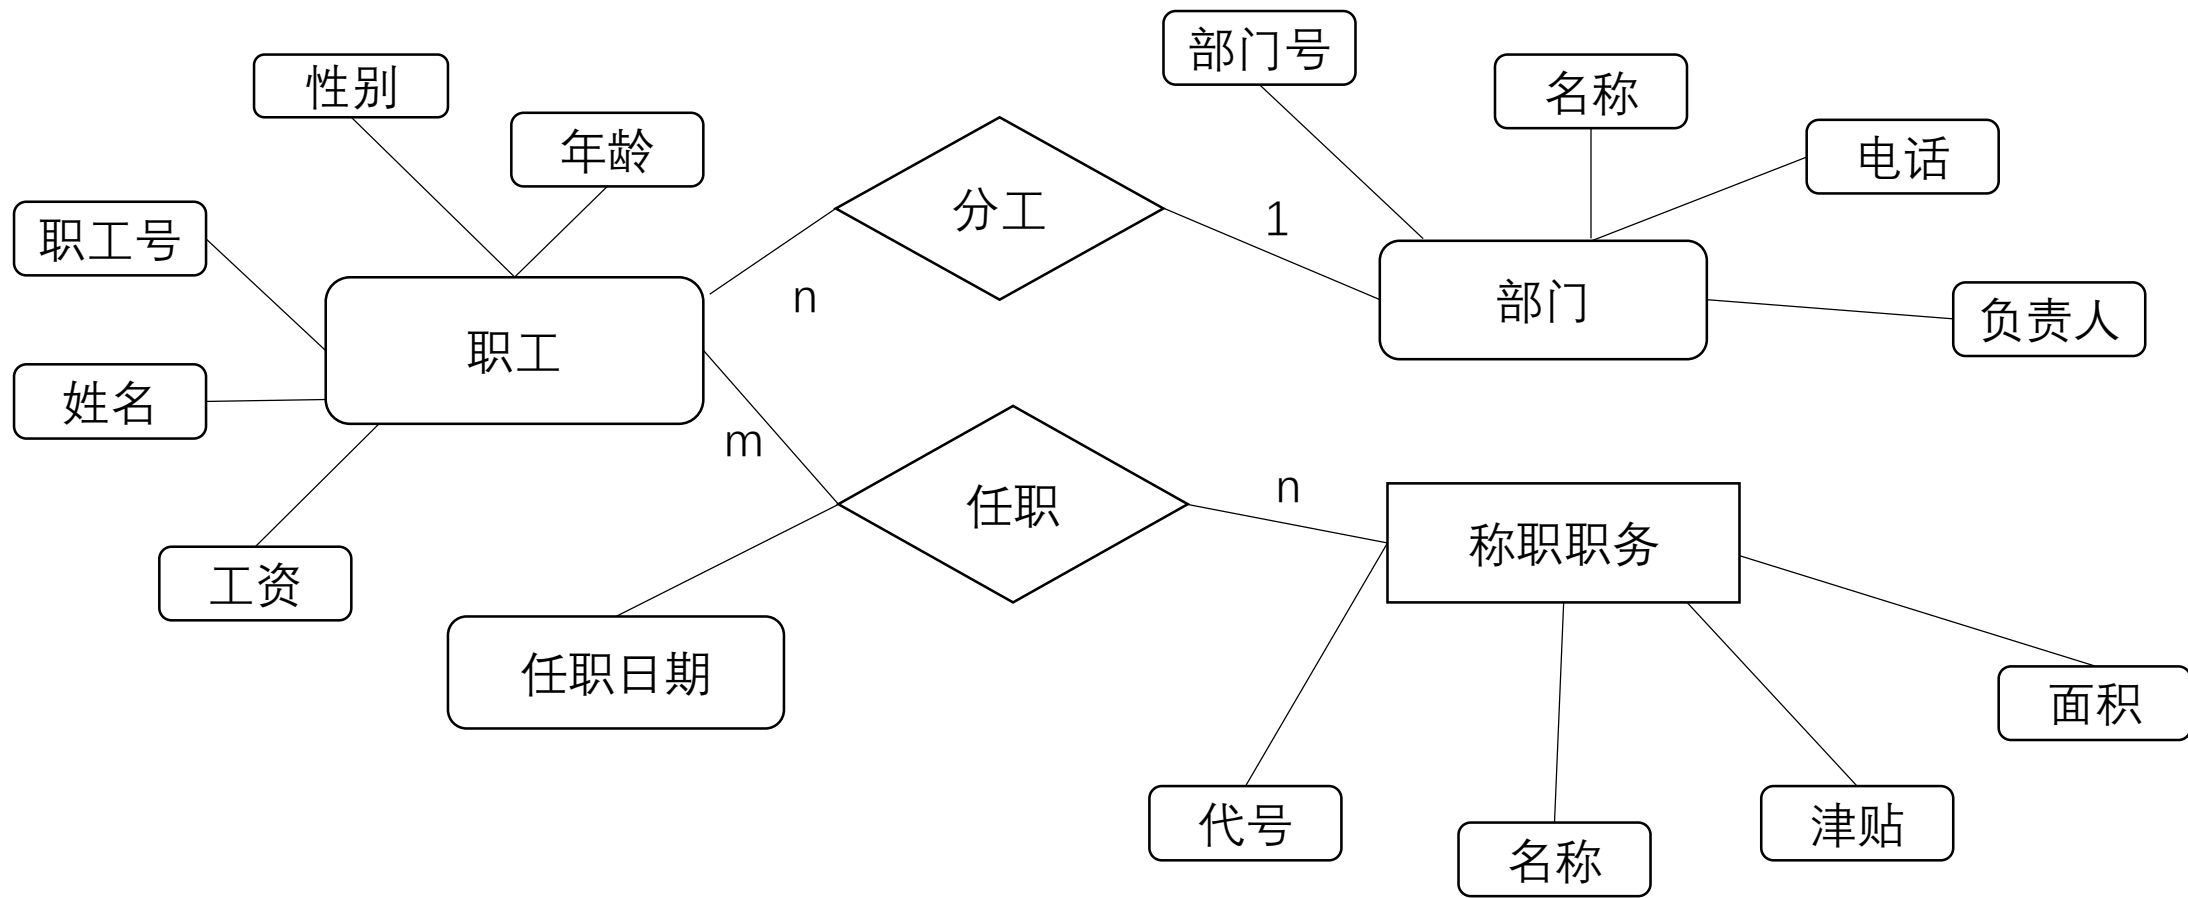 部门号
性别
名称
年龄
电话
职工号
分工
1
n
部门
负责人
职工
姓名
m
n
任职
称职职务
工资
任职日期
面积
代号
津贴
名称